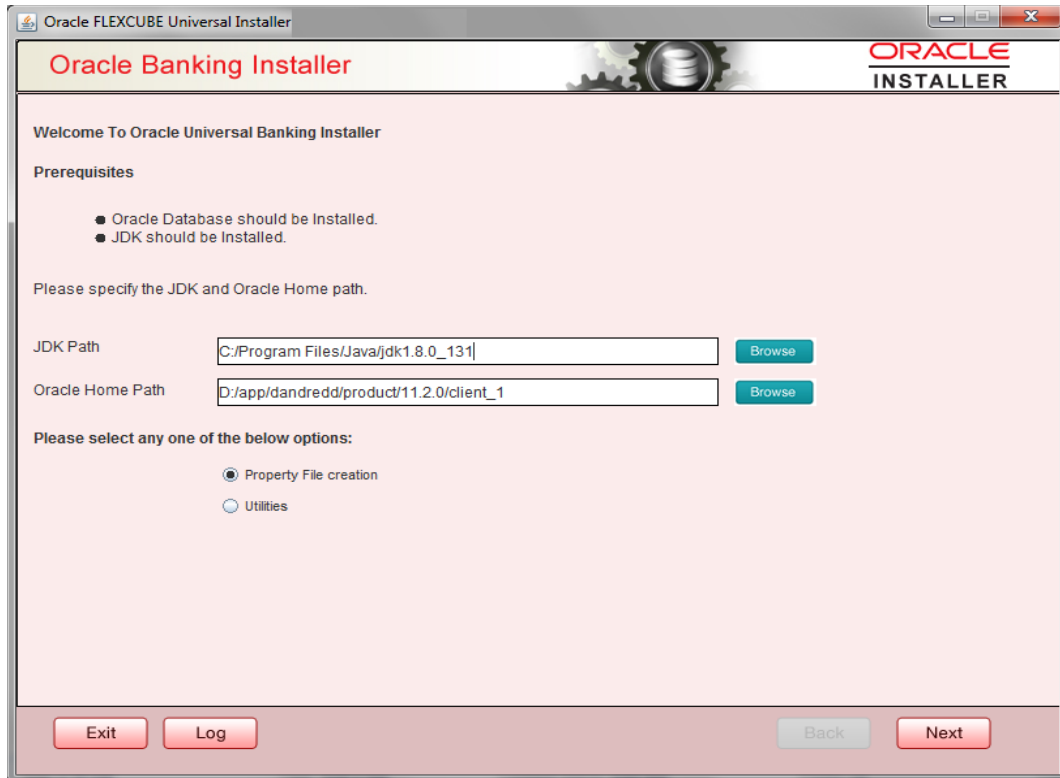 Oracle FLEXCUBE Universal Installer
Oracle Banking Installer
ORACLE
INSTALLER
Welcome To Oracle Universal Banking Installer
Prerequisites
Oracle Database should be Installed.
JDK should be Installed.
Please specify the JDK and Oracle Home path.
JDK Path C:/Program Files/Java/jdk1.8.0_131 Browse
Oracle Home Path D:/app/dandredd/product/11.2.0/client_1 Browse
Please select any one of the below options:
Property File creation
Utilities
Exit Log Back Next